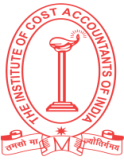 THE INSTITUTE OF COST ACCOUNTANTS OF INDIA
तमसो मा ज्योतिर्गमय